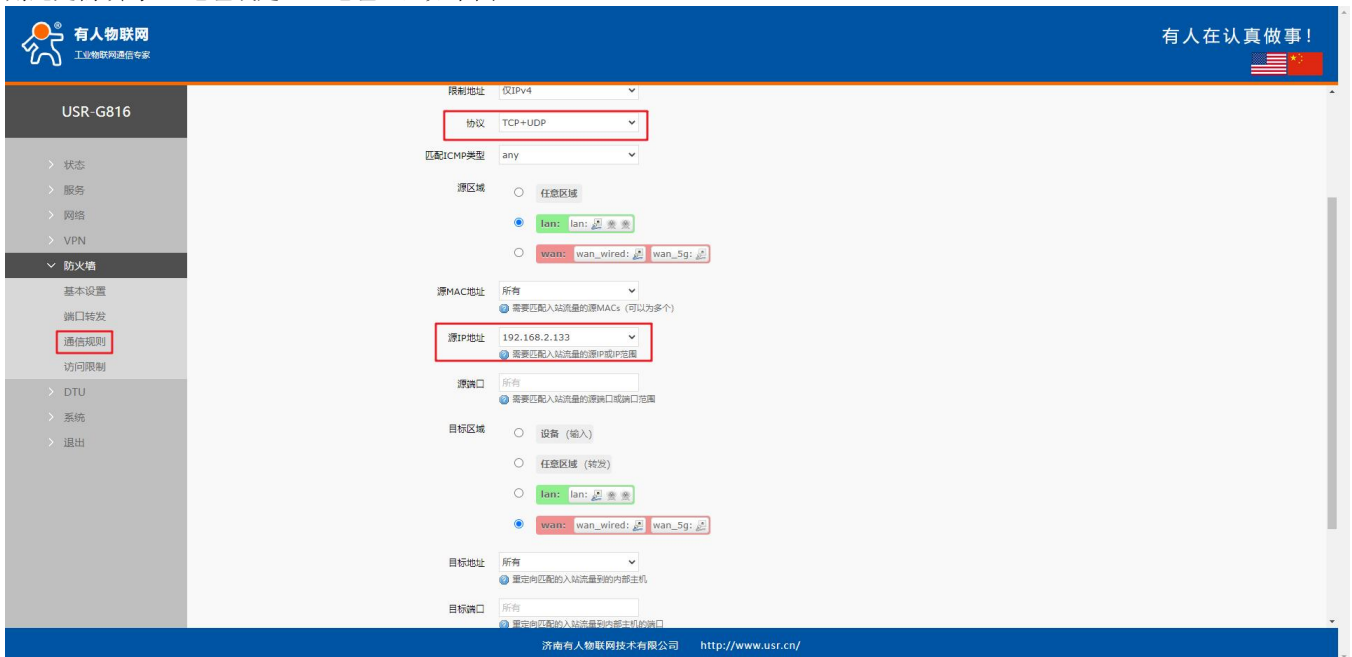 有人物联网
工业物联网通信专家
有人在认真做事！
USR-G816
状态
服务
网络
VPN
防火墙
基本设置
端口转发
通信规则
访问限制
DTU
系统
退出
限制地址 仅IPv4
协议 TCP+UDP
匹配ICMP类型 any
源区域 任意区域
lan: lan:
wan: wan_wired: wan_5g:
源MAC地址 所有
需要匹配入站流量的源MACs（可以为多个）
源IP地址 192.168.2.133
需要匹配入站流量的源IP或IP范围
源端口 所有
需要匹配入站流量的源端口或端口范围
目标区域 设备 (输入)
任意区域 (转发)
lan: lan:
wan: wan_wired: wan_5g:
目标地址 所有
重定向匹配的入站流量到的内部主机
目标端口 所有
重定向匹配的入站流量到内部主机的端口
济南有人物联网技术有限公司 http://www.usr.cn/